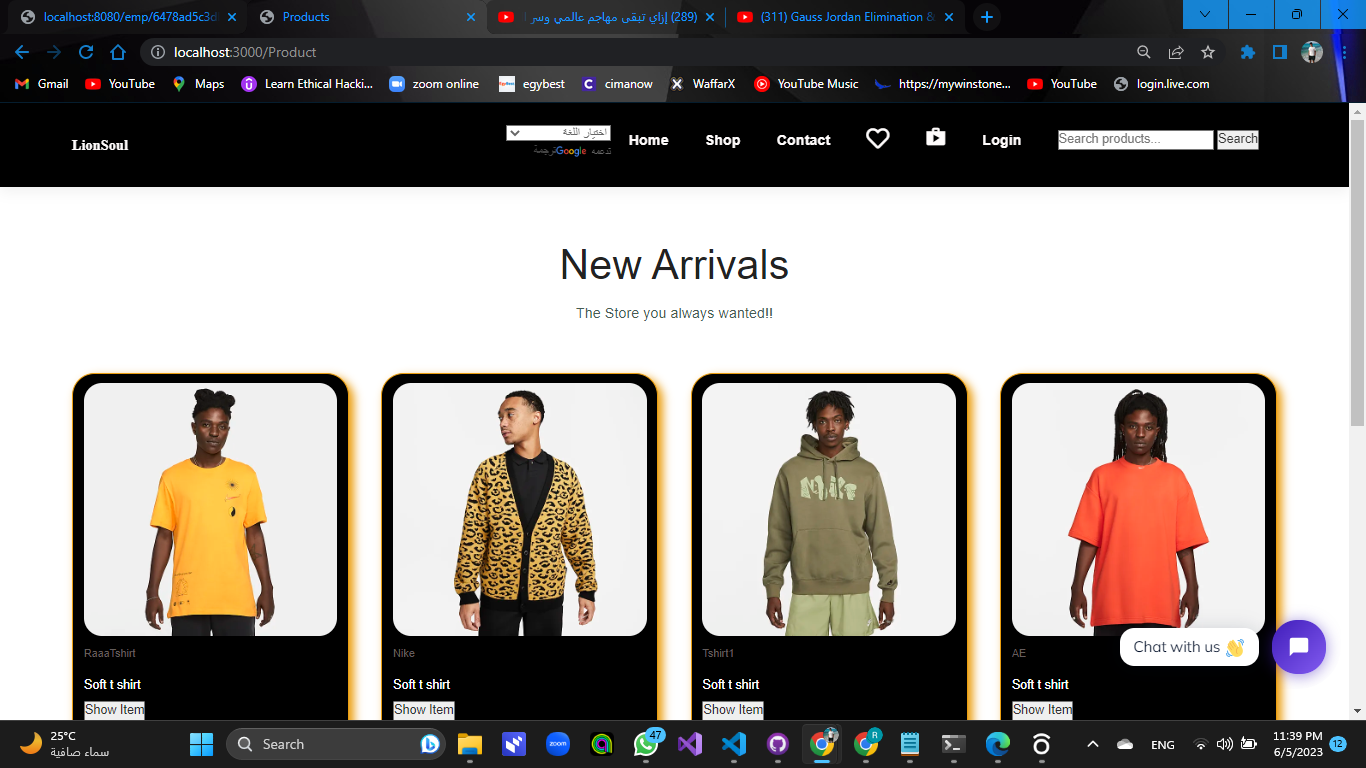 localhost:8080/emp/6478ad5c3d
Products
(289) إزاي تبقى مهاجم عالمي وسر
(311) Gauss Jordan Elimination &
localhost:3000/Product
Gmail
YouTube
Maps
Learn Ethical Hacki...
zoom online
egybest
cimanow
WaffarX
YouTube Music
https://mywinstone...
YouTube
login.live.com
LionSoul
اختيار اللغة
تدعمه Google ترجمة
Home
Shop
Contact
Login
Search products...
Search
New Arrivals
The Store you always wanted!!
RaaaTshirt
Soft t shirt
Show Item
Nike
Soft t shirt
Show Item
Tshirt1
Soft t shirt
Show Item
AE
Soft t shirt
Show Item
Chat with us 👋
25°C
سماء صافية
Search
zoom
47
R
ENG
11:39 PM
6/5/2023
12